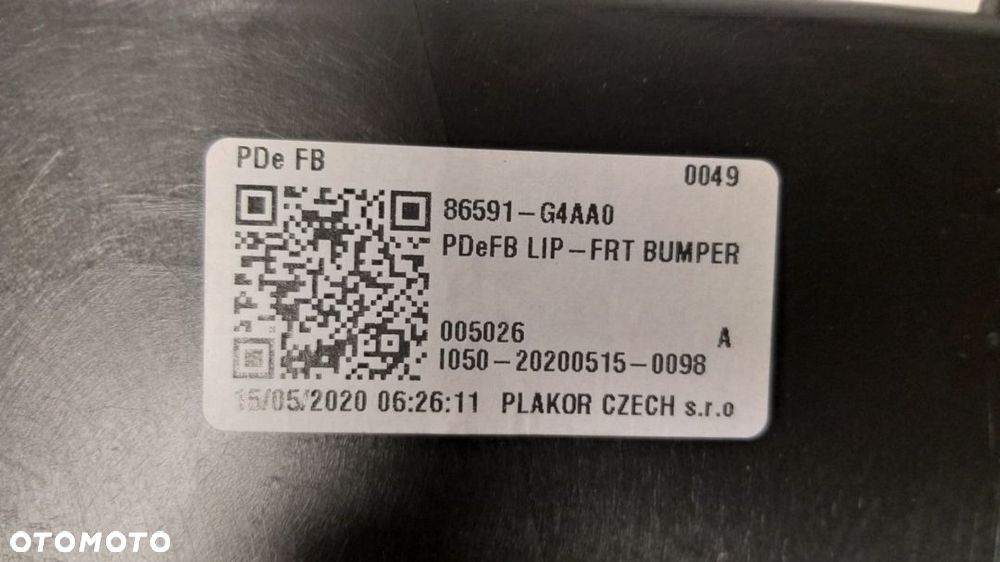 PDe FB 0049
86591-G4AA0
PDeFB LIP-FRT BUMPER
005026 A
I050-20200515-0098
15/05/2020 06:26:11 PLAKOR CZECH s.r.o
OTOMOTO